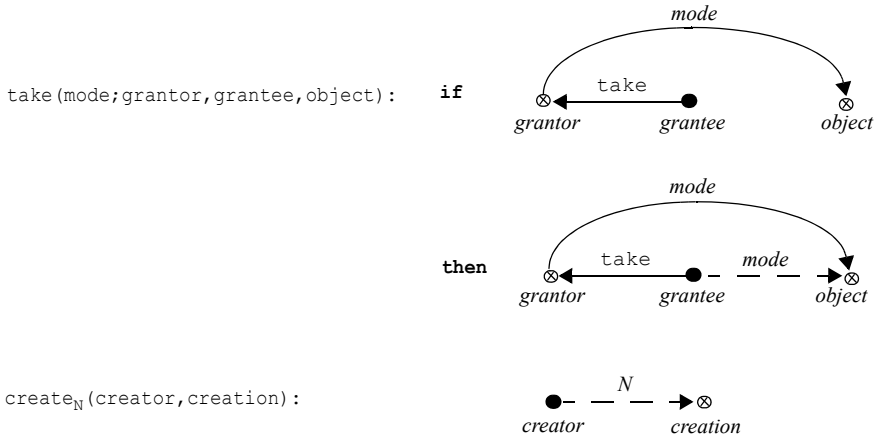 mode
take(mode;grantor,grantee,object): if take
grantor grantee object
mode
then take mode
grantor grantee object
createN(creator,creation): N
creator creation